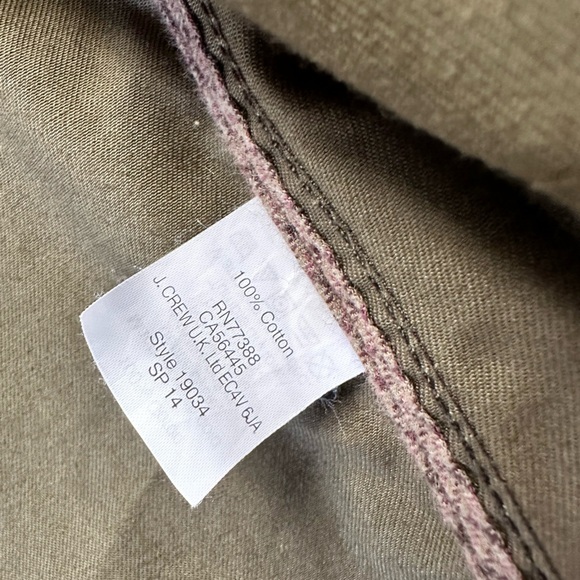 100% Cotton
RN77388
CA56445
J. CREW U.K. Ltd EC4V 6JA
Style 19034
SP 14